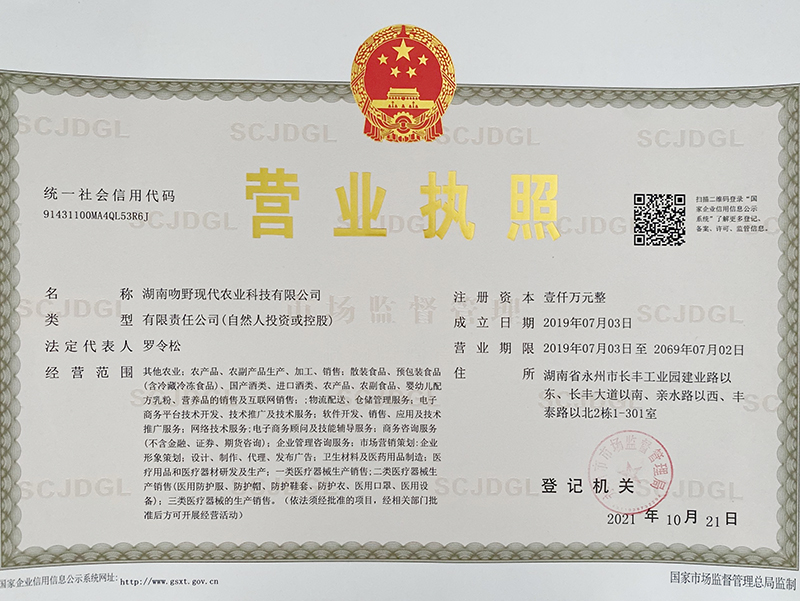 营业执照
统一社会信用代码
91431100MA4QL53R6J
扫描二维码登录"国
家企业信用信息公示
系统"了解更多登记、
备案、许可、监管信息。
名 称 湖南吻野现代农业科技有限公司
类 型 有限责任公司(自然人投资或控股)
法定代表人 罗令松
经营范围 其他农业;农产品、农副产品生产、加工、销售;散装食品、预包装食品
(含冷藏冷冻食品)、国产酒类、进口酒类、农产品、农副食品、婴幼儿配
方乳粉、营养品的销售及互联网销售;;物流配送、仓储管理服务;电子
商务平台技术开发、技术推广及技术服务;软件开发、销售、应用及技术
推广服务;网络技术服务;电子商务顾问及技能辅导服务;商务咨询服务
(不含金融、证券、期货咨询);企业管理咨询服务;市场营销策划;企业
形象策划;设计、制作、代理、发布广告;卫生材料及医药用品制造;医
疗用品和医疗器材研发及生产;一类医疗器械生产销售;二类医疗器械生
产销售(医用防护服、防护帽、防护鞋套、防护衣、医用口罩、医用设
备);三类医疗器械的生产销售。(依法须经批准的项目,经相关部门批
准后方可开展经营活动)
注册资本 壹仟万元整
成立日期 2019年07月03日
营业期限 2019年07月03日 至 2069年07月02日
住 所 湖南省永州市长丰工业园建业路以
东、长丰大道以南、亲水路以西、丰
泰路以北2栋1-301室
登记机关
2021 年 10 月 21 日
国家企业信用信息公示系统网址:http://www.gsxt.gov.cn
国家市场监督管理总局监制
SCJDGL
市场监督管理